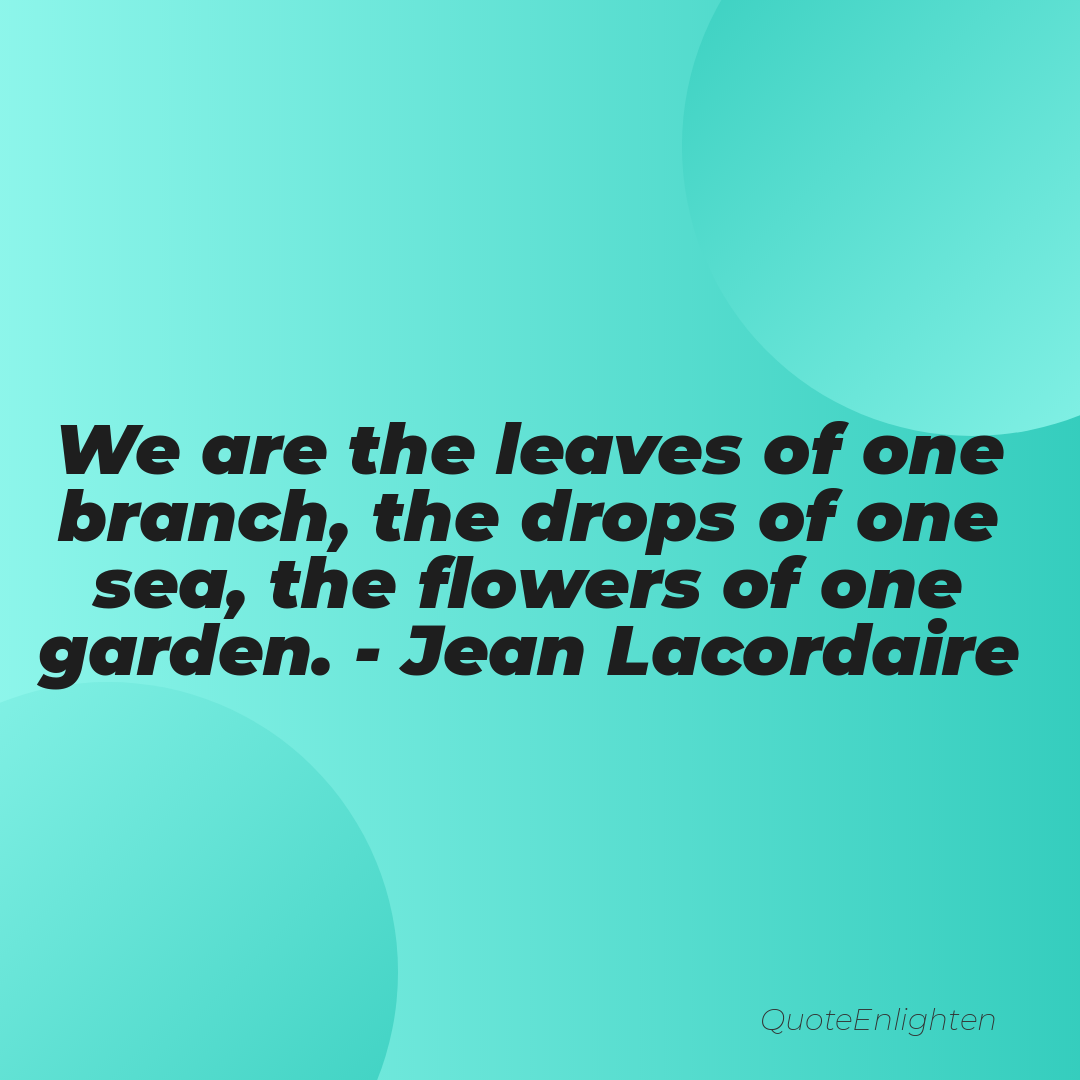 We are the leaves of one
branch, the drops of one
sea, the flowers of one
garden. - Jean Lacordaire
QuoteEnlighten